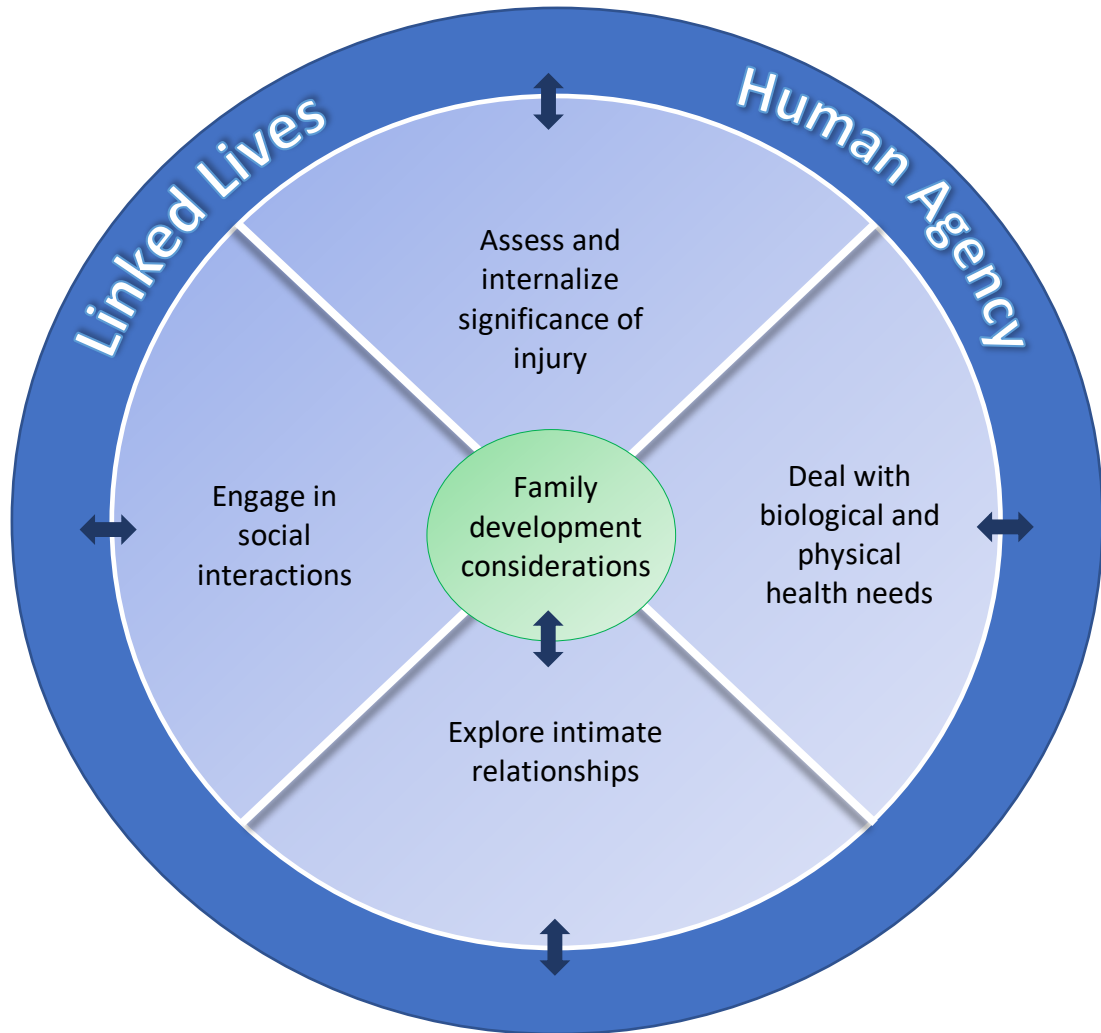 Linked Lives
Human Agency
Assess and
internalize
significance of
injury
Engage in
social
interactions
Family
development
considerations
Deal with
biological and
physical
health needs
Explore intimate
relationships